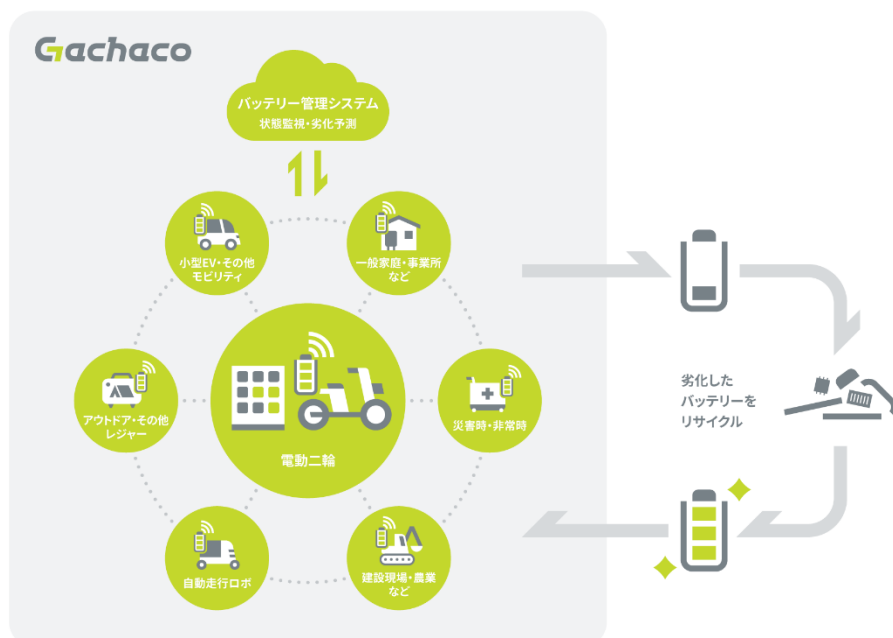 Gachaco
バッテリー管理システム
状態監視・劣化予測
小型EV・その他
モビリティ
一般家庭・事業所
など
アウトドア・その他
レジャー
電動二輪
災害時・非常時
自動走行ロボ
建設現場・農業
など
劣化した
バッテリーを
リサイクル